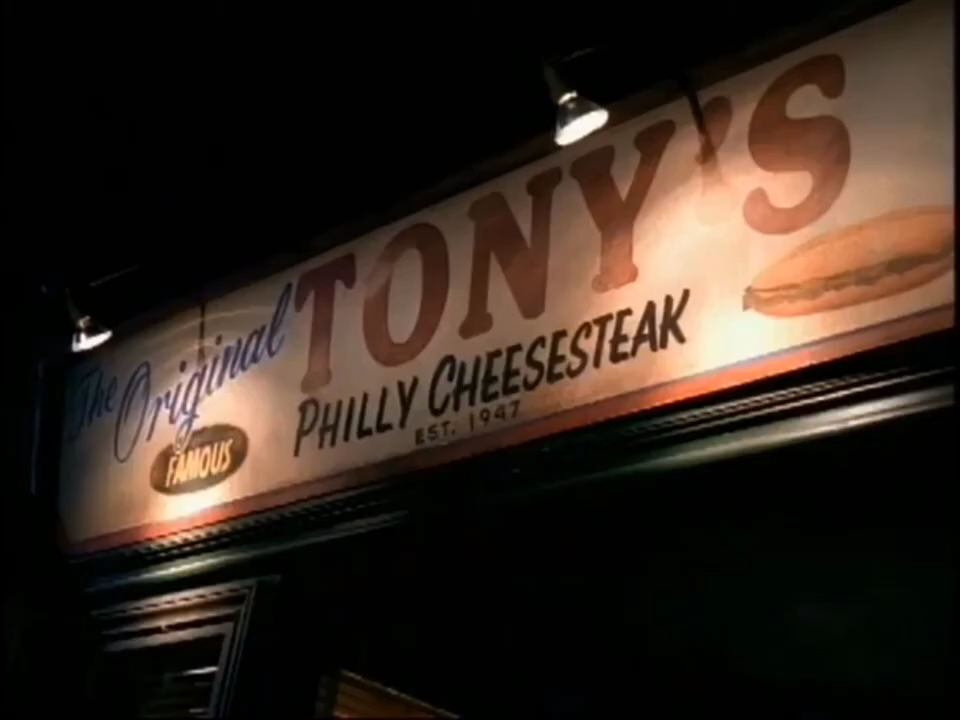 The Original TONY'S
FAMOUS
PHILLY CHEESESTEAK
EST. 1947